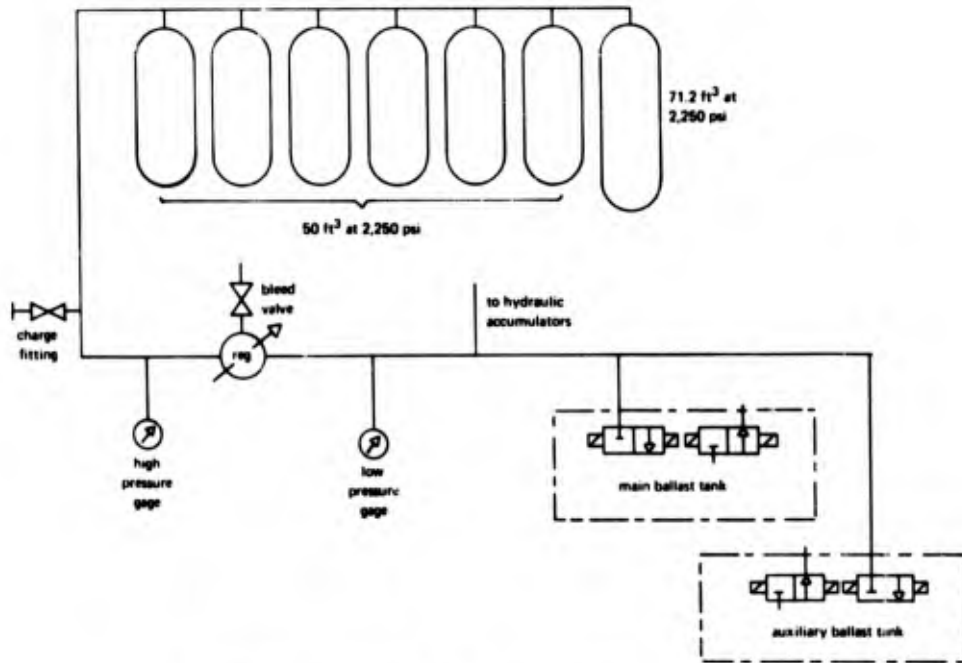 71.2 ft³ at
2,250 psi
50 ft³ at 2,250 psi
bleed
valve
to hydraulic
accumulators
charge
fitting
reg
high
pressure
gage
low
pressure
gage
main ballast tank
auxiliary ballast tank